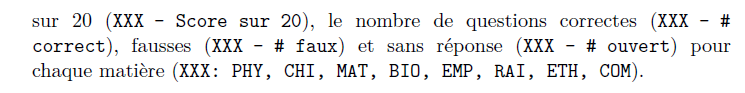 sur 20 (XXX - Score sur 20), le nombre de questions correctes (XXX - #
correct), fausses (XXX - # faux) et sans réponse (XXX - # ouvert) pour
chaque matière (XXX: PHY, CHI, MAT, BIO, EMP, RAI, ETH, COM).